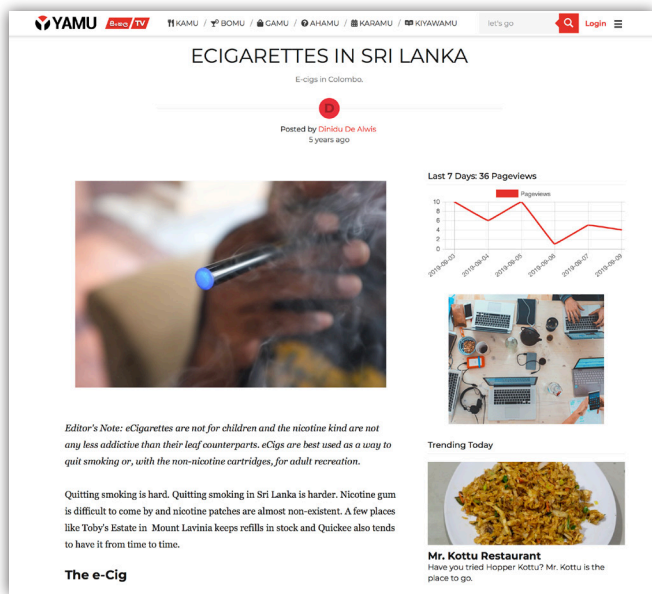 YAMU
සිංහල TV
KAMU / BOMU / GAMU / AHAMU / KARAMU / KIYAWAMU
let's go
Login
ECIGARETTES IN SRI LANKA
E-cigs in Colombo.
D
Posted by Dinidu De Alwis
5 years ago
Editor's Note: eCigarettes are not for children and the nicotine kind are not
any less addictive than their leaf counterparts. eCigs are best used as a way to
quit smoking or, with the non-nicotine cartridges, for adult recreation.
Quitting smoking is hard. Quitting smoking in Sri Lanka is harder. Nicotine gum
is difficult to come by and nicotine patches are almost non-existent. A few places
like Toby's Estate in Mount Lavinia keeps refills in stock and Quickee also tends
to have it from time to time.
The e-Cig
Last 7 Days: 36 Pageviews
Pageviews
10
8
6
4
2
0
2019-09-03
2019-09-04
2019-09-05
2019-09-06
2019-09-07
2019-09-09
Trending Today
Mr. Kottu Restaurant
Have you tried Hopper Kottu? Mr. Kottu is the
place to go.